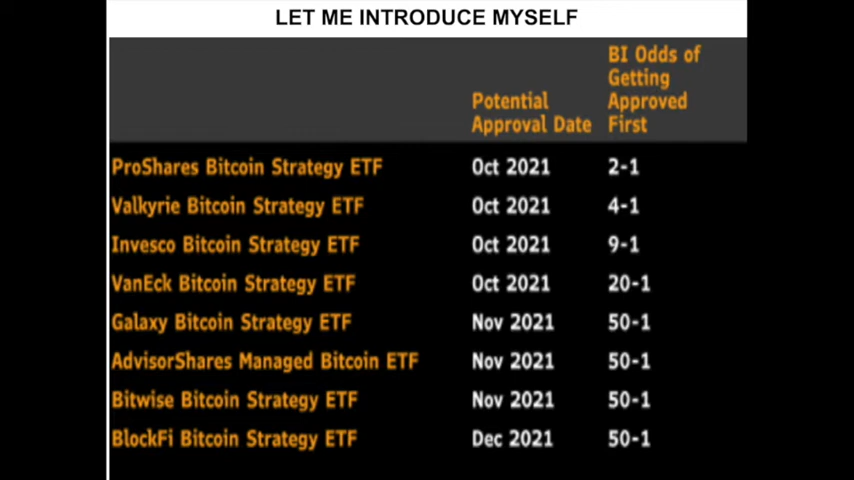 LET ME INTRODUCE MYSELF
BI Odds of
Getting
Potential Approved
Approval Date First
ProShares Bitcoin Strategy ETF Oct 2021 2-1
Valkyrie Bitcoin Strategy ETF Oct 2021 4-1
Invesco Bitcoin Strategy ETF Oct 2021 9-1
VanEck Bitcoin Strategy ETF Oct 2021 20-1
Galaxy Bitcoin Strategy ETF Nov 2021 50-1
AdvisorShares Managed Bitcoin ETF Nov 2021 50-1
Bitwise Bitcoin Strategy ETF Nov 2021 50-1
BlockFi Bitcoin Strategy ETF Dec 2021 50-1